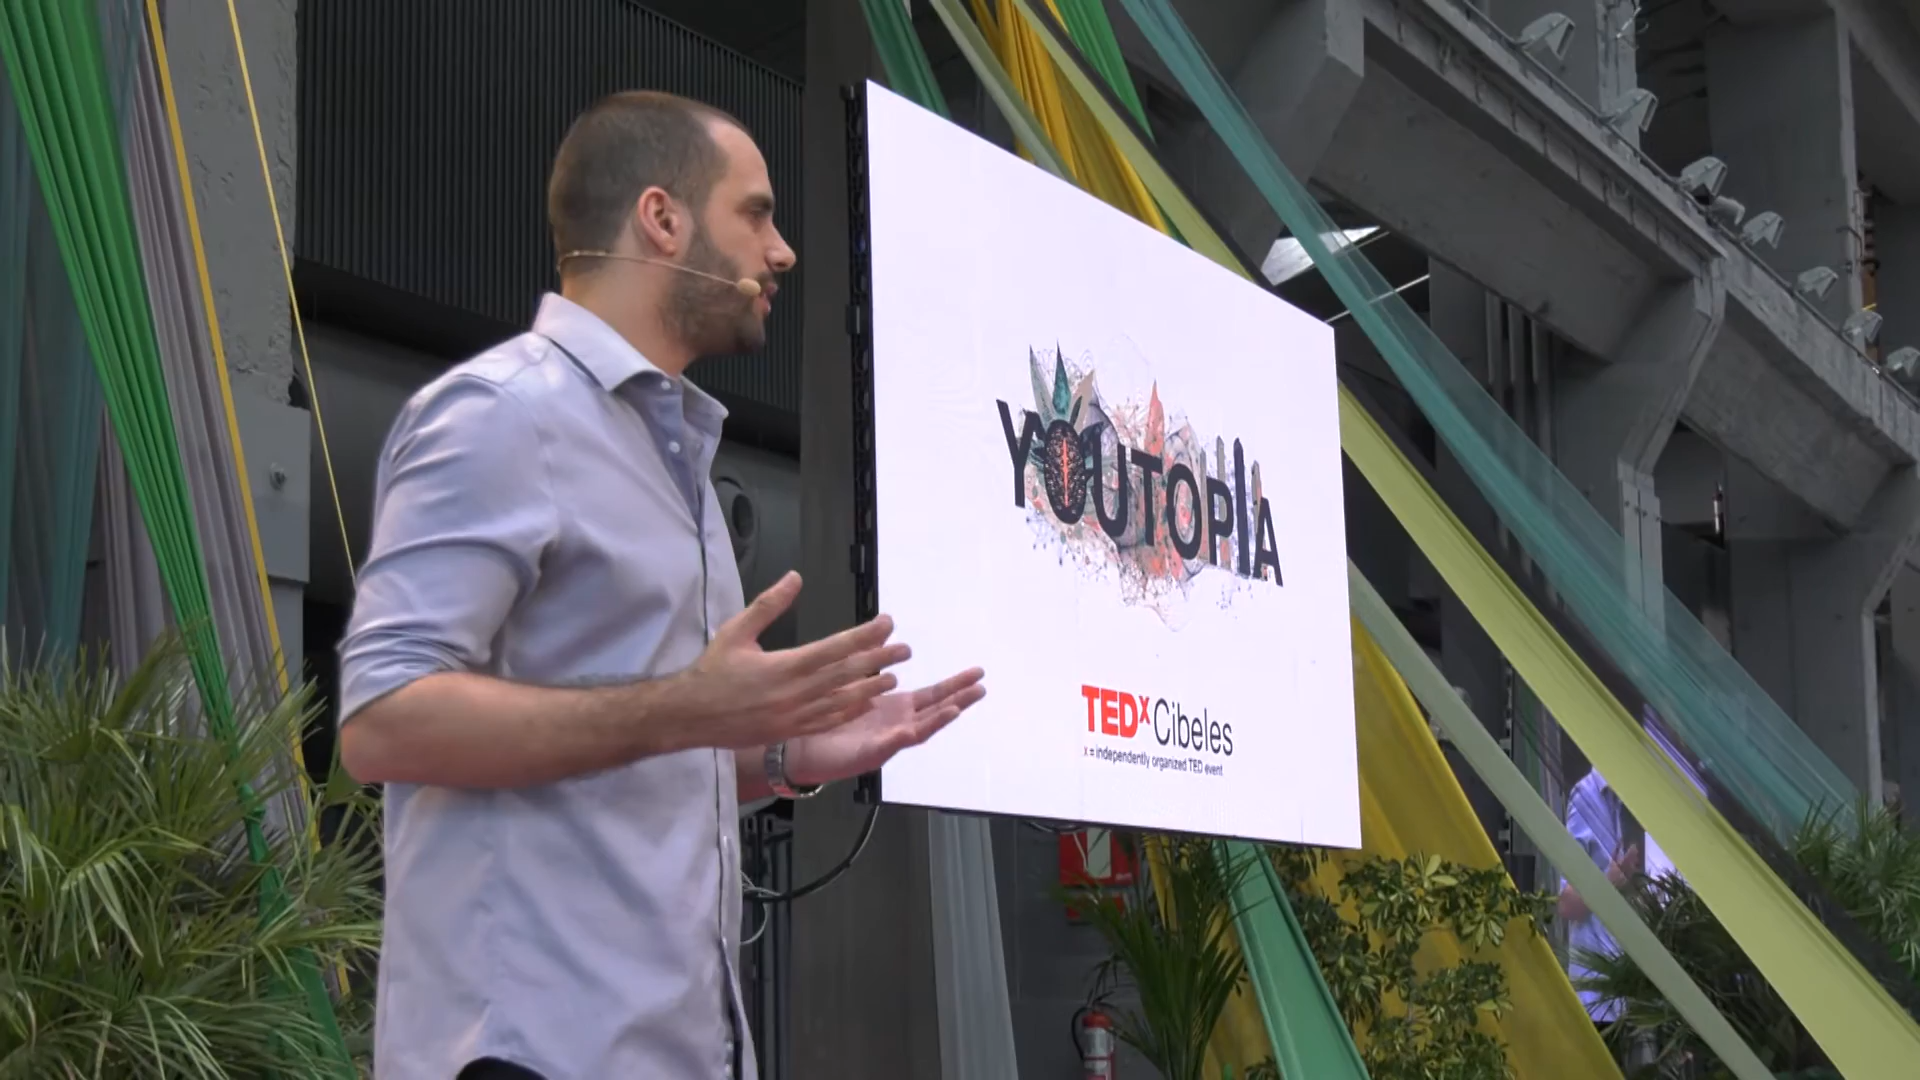 YOUTOPIA
TEDx Cibeles
x = independently organized TED event